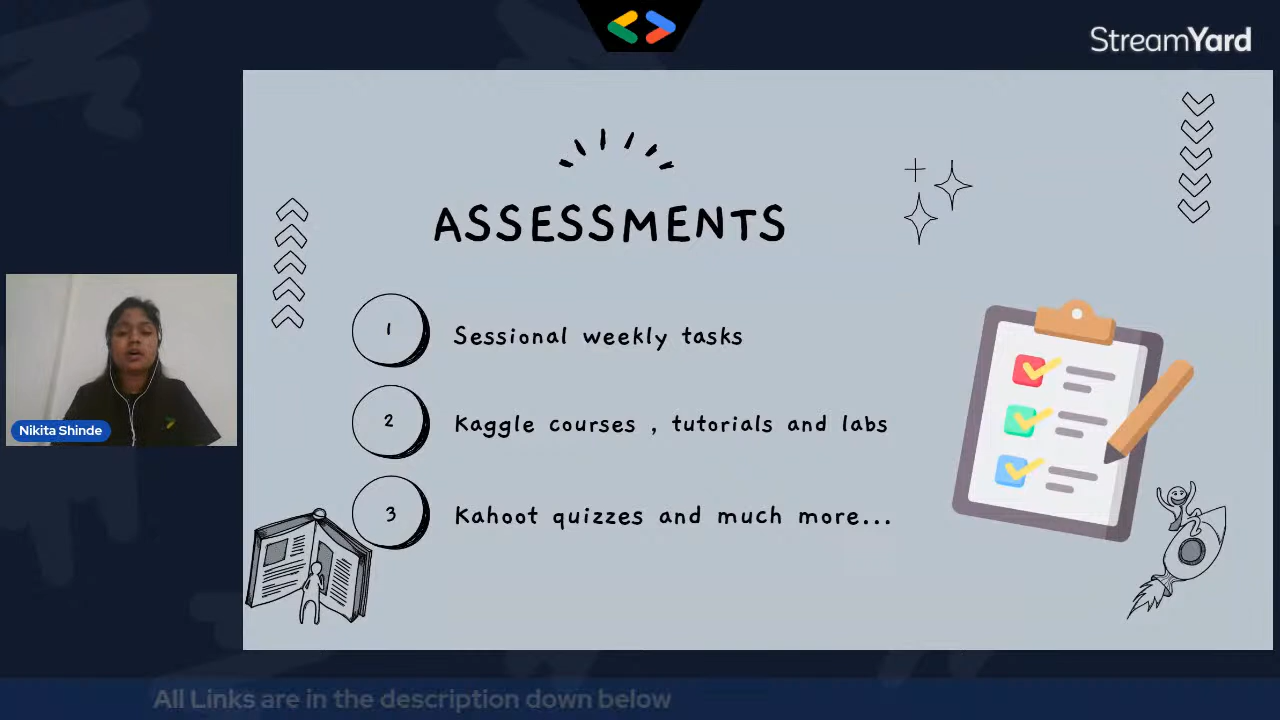 StreamYard
ASSESSMENTS
1
Sessional weekly tasks
2
Kaggle courses , tutorials and labs
3
Kahoot quizzes and much more...
Nikita Shinde
All Links are in the description down below